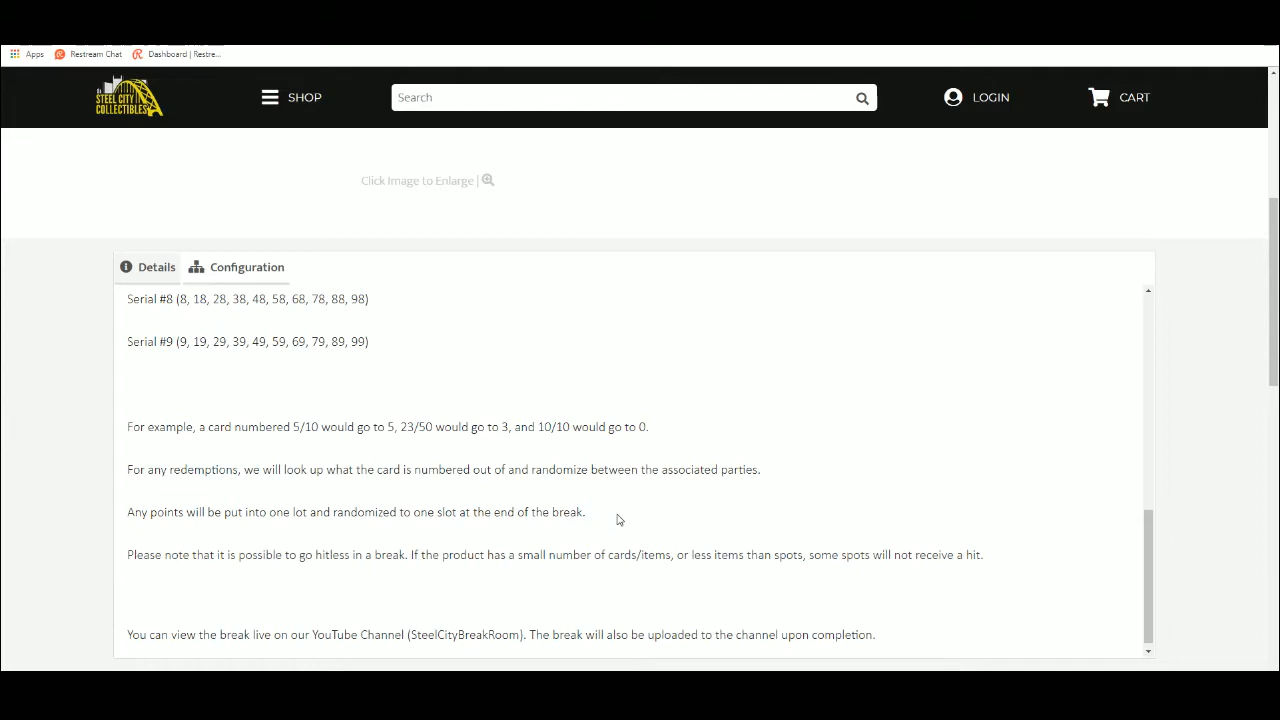 Apps Restream Chat Dashboard | Restre...
STEEL CITY
COLLECTIBLES
SHOP
Search
LOGIN
CART
Click Image to Enlarge |
Details
Configuration
Serial #8 (8, 18, 28, 38, 48, 58, 68, 78, 88, 98)
Serial #9 (9, 19, 29, 39, 49, 59, 69, 79, 89, 99)
For example, a card numbered 5/10 would go to 5, 23/50 would go to 3, and 10/10 would go to 0.
For any redemptions, we will look up what the card is numbered out of and randomize between the associated parties.
Any points will be put into one lot and randomized to one slot at the end of the break.
Please note that it is possible to go hitless in a break. If the product has a small number of cards/items, or less items than spots, some spots will not receive a hit.
You can view the break live on our YouTube Channel (SteelCityBreakRoom). The break will also be uploaded to the channel upon completion.